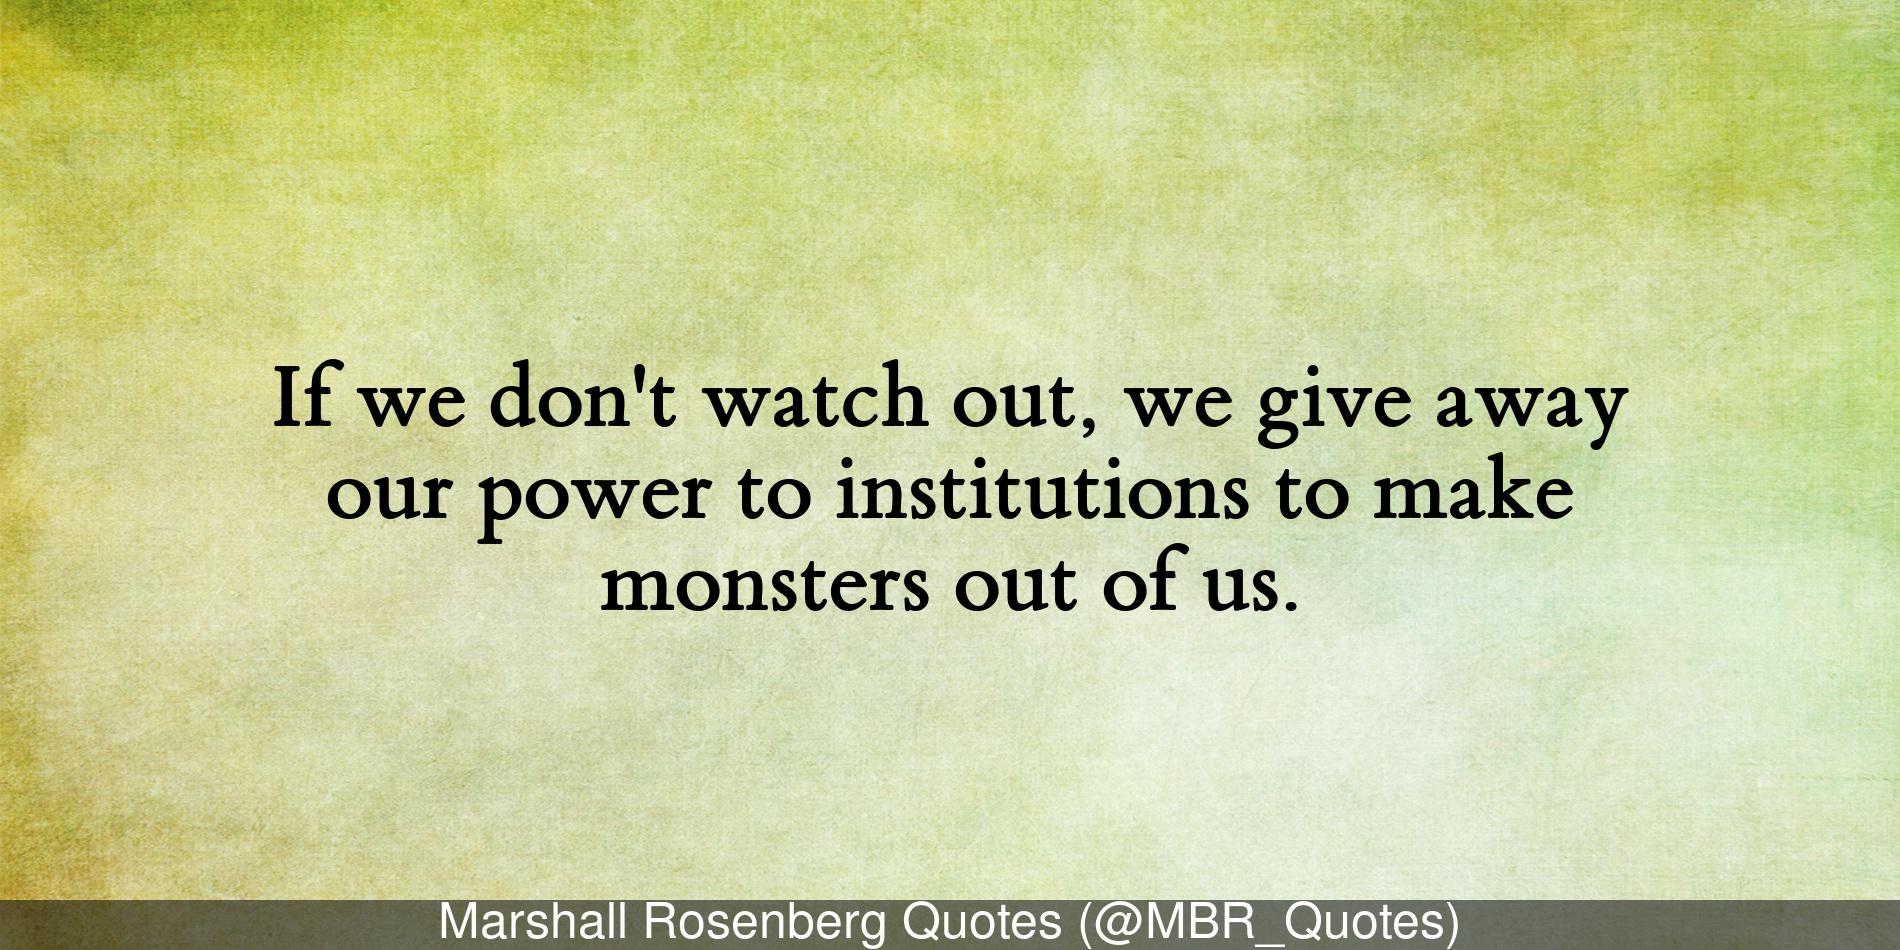 If we don't watch out, we give away
our power to institutions to make
monsters out of us.
Marshall Rosenberg Quotes (@MBR_Quotes)